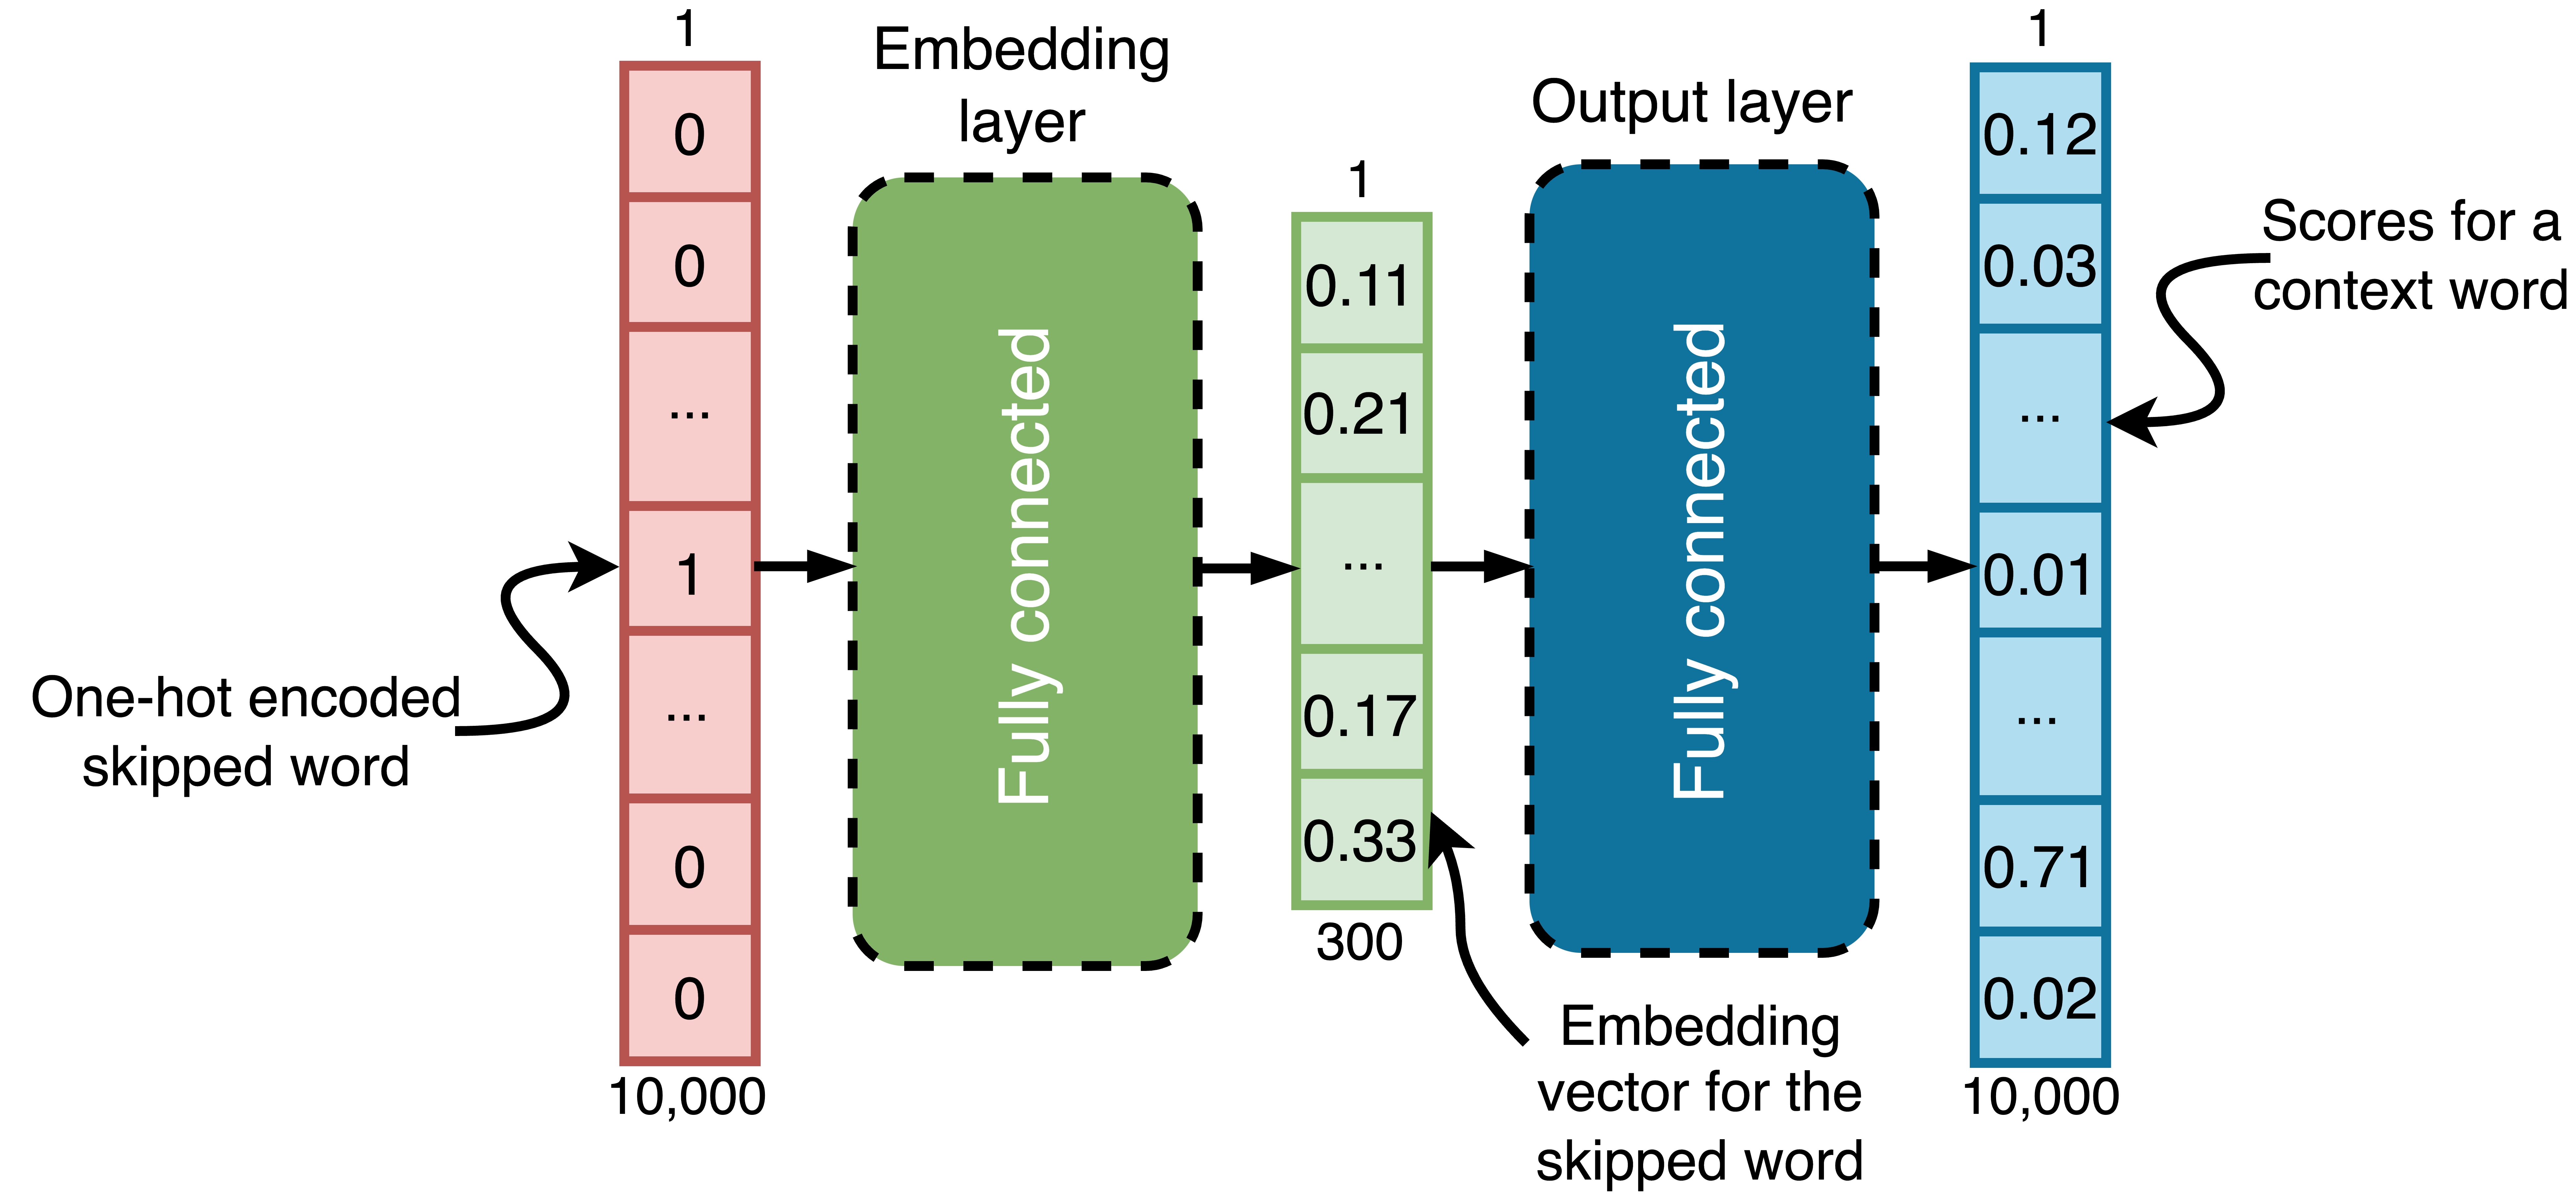 1
0
0
...
1
...
0
0
10,000
One-hot encoded
skipped word
Embedding
layer
Fully connected
1
0.11
0.21
...
0.17
0.33
300
Embedding
vector for the
skipped word
Output layer
Fully connected
1
0.12
0.03
...
0.01
...
0.71
0.02
10,000
Scores for a
context word